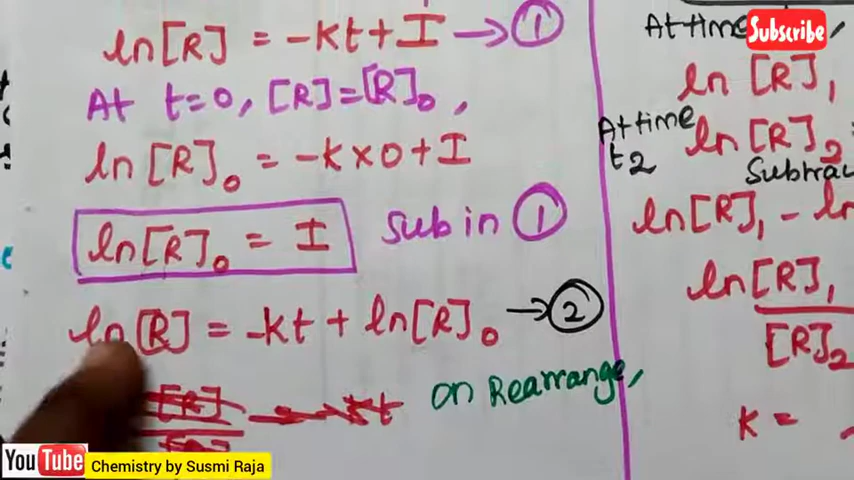 ln[R] = -Kt + I → ①
At t=0, [R]=[R]₀,
ln[R]₀ = -K×0+I
ln[R]₀ = I sub in ①
ln[R] = -kt + ln[R]₀ → ②
On Rearrange,
At time
ln [R]₁
At time t₂ ln [R]₂
Subtrac
ln[R]₁ - ln
ln [R]₁
[R]₂
K =
Subscribe
YouTube
Chemistry by Susmi Raja